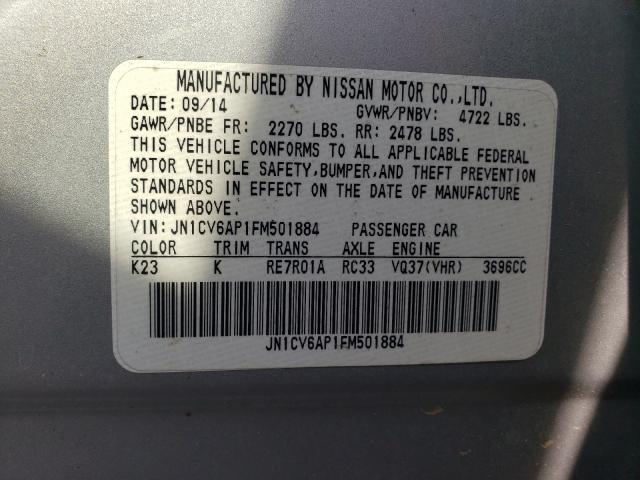 MANUFACTURED BY NISSAN MOTOR CO.,LTD.
DATE: 09/14 GVWR/PNBV: 4722 LBS.
GAWR/PNBE FR: 2270 LBS. RR: 2478 LBS.
THIS VEHICLE CONFORMS TO ALL APPLICABLE FEDERAL
MOTOR VEHICLE SAFETY,BUMPER,AND THEFT PREVENTION
STANDARDS IN EFFECT ON THE DATE OF MANUFACTURE
SHOWN ABOVE.
VIN:JN1CV6AP1FM501884 PASSENGER CAR
COLOR TRIM TRANS AXLE ENGINE
K23 K RE7R01A RC33 VQ37(VHR) 3696CC
JN1CV6AP1FM501884